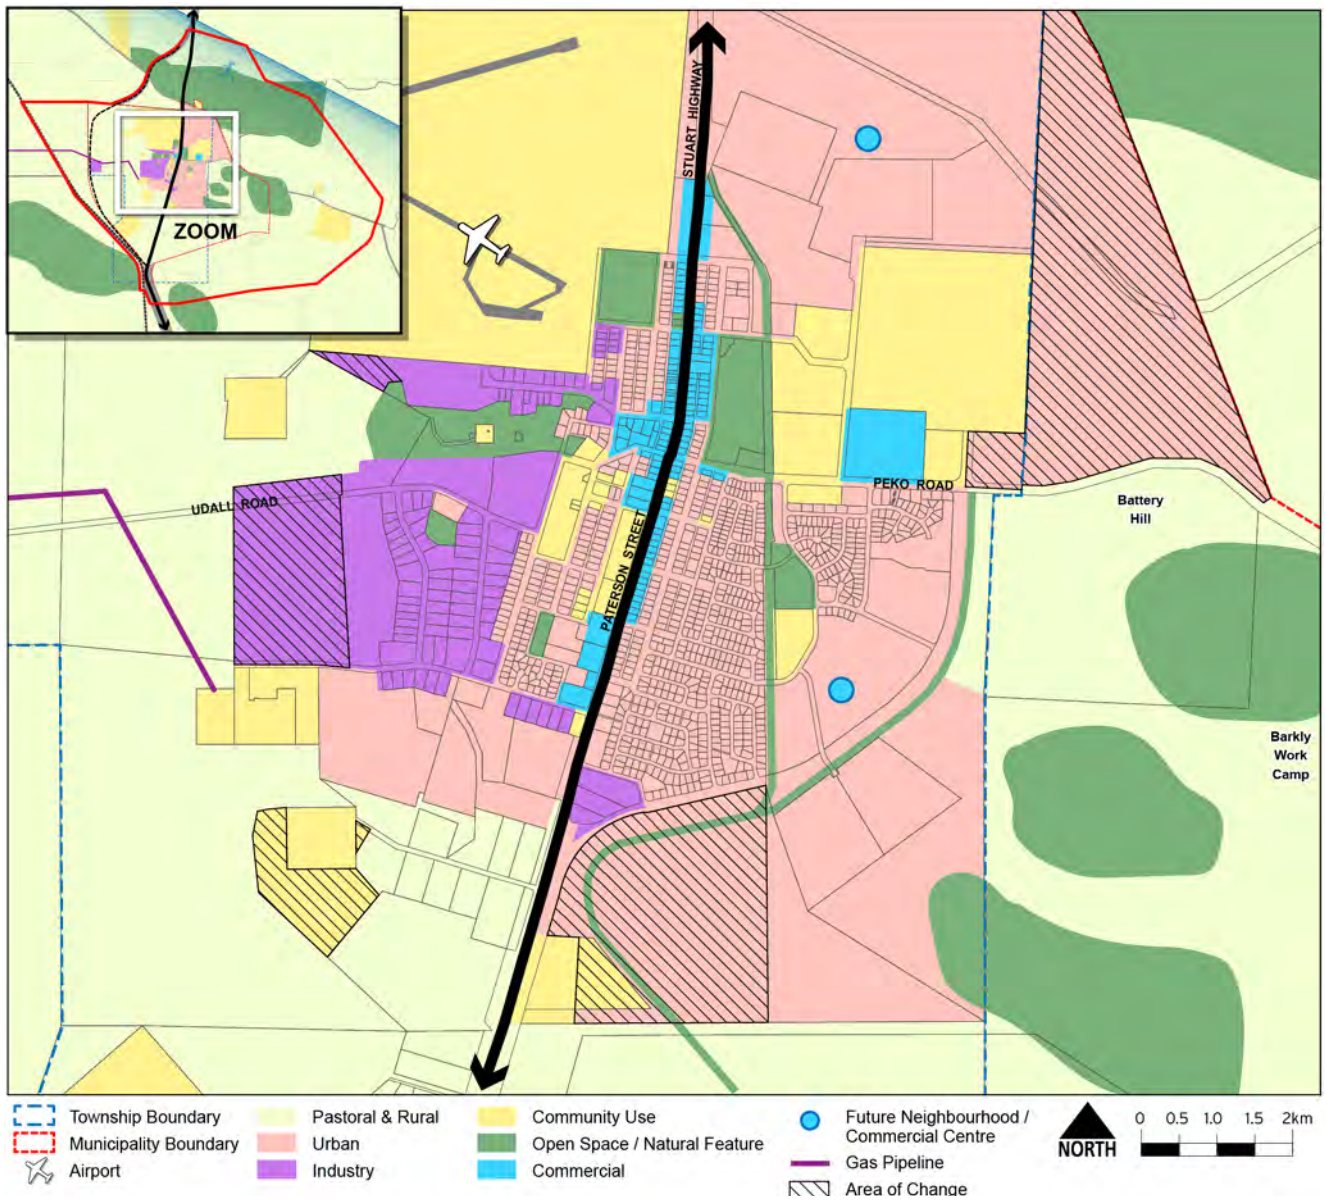 ZOOM
STUART HIGHWAY
UDALL ROAD
PEKO ROAD
PATERSON STREET
Battery
Hill
Barkly
Work
Camp
Township Boundary
Municipality Boundary
Airport
Pastoral & Rural
Urban
Industry
Community Use
Open Space / Natural Feature
Commercial
Future Neighbourhood /
Commercial Centre
Gas Pipeline
Area of Change
NORTH
0 0.5 1.0 1.5 2km